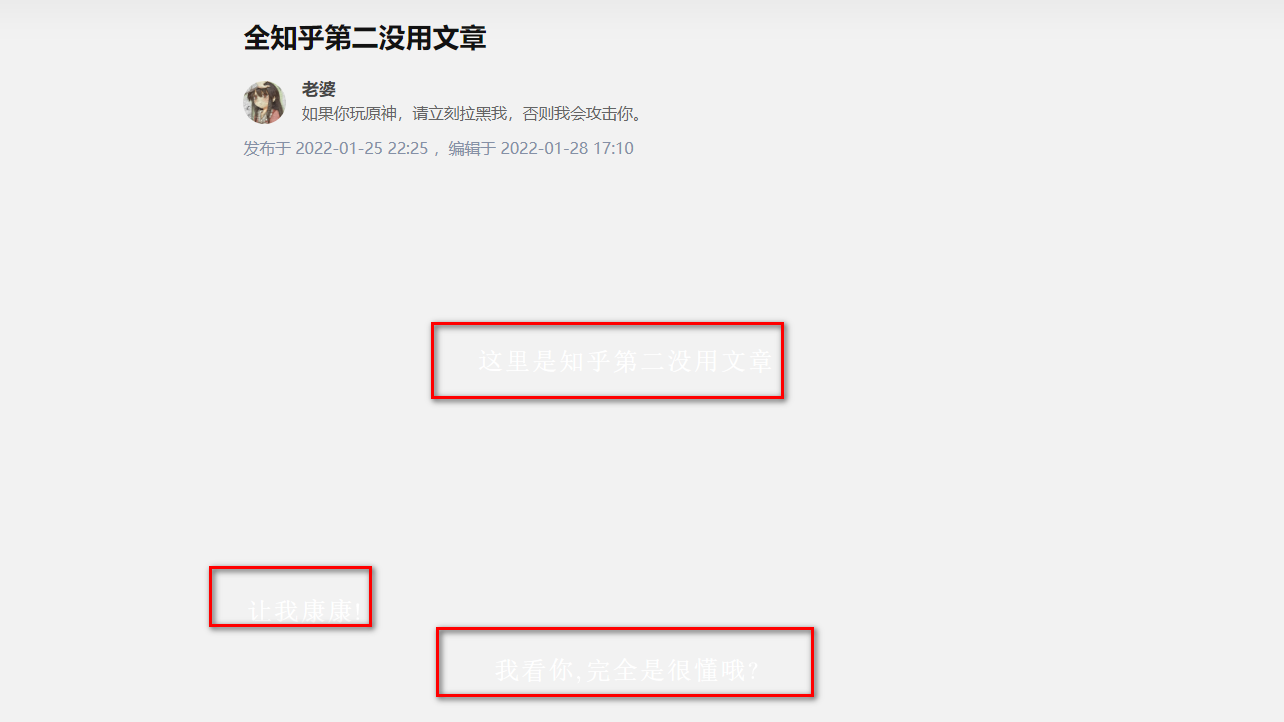 全知乎第二没用文章
老婆
如果你玩原神，请立刻拉黑我，否则我会攻击你。
发布于 2022-01-25 22:25 ，编辑于 2022-01-28 17:10
这里是知乎第二没用文章
让我康康!
我看你,完全是很懂哦?